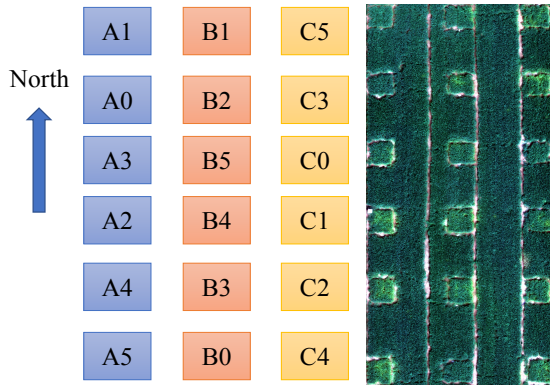 A1 B1 C5
North
A0 B2 C3
A3 B5 C0
A2 B4 C1
A4 B3 C2
A5 B0 C4